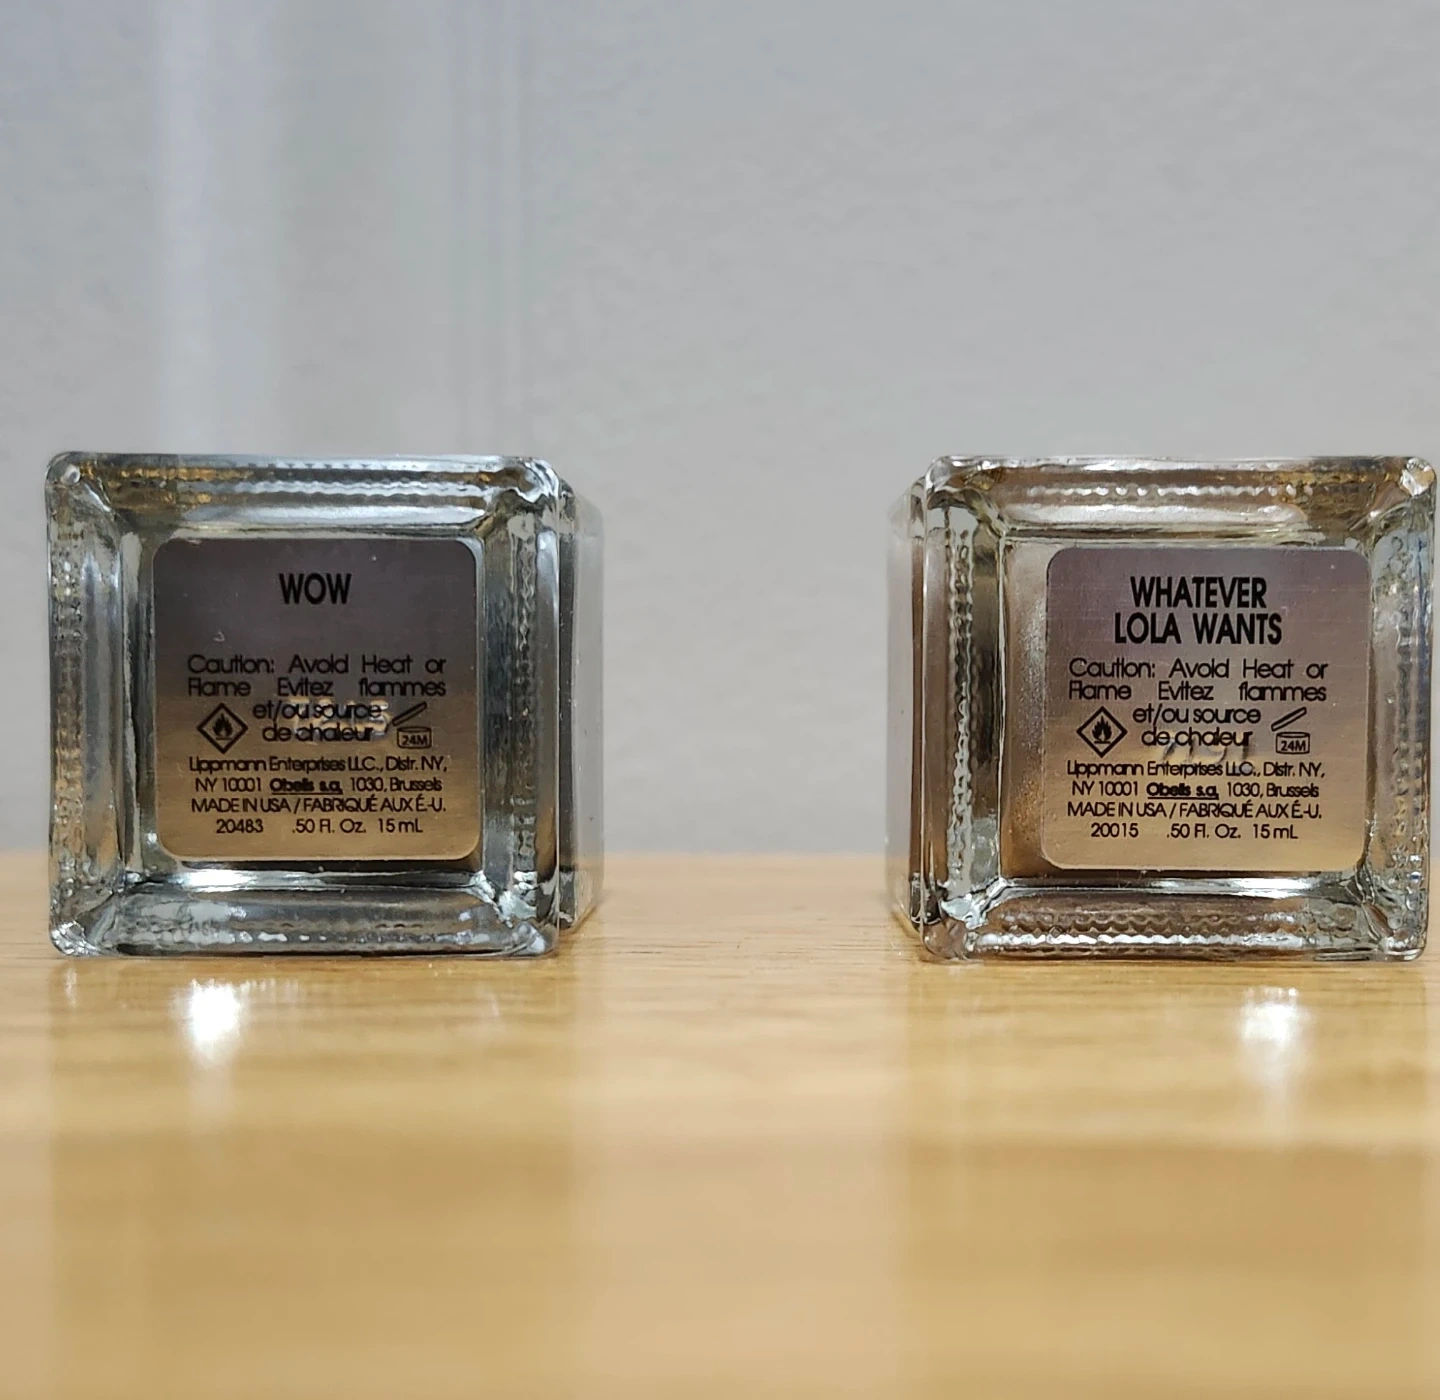 WOW
Caution: Avoid Heat or
Flame Evitez flammes
et/ou source
de chaleur
24M
Lippmann Enterprises LLC., Distr. NY,
NY 10001 Obelis s.a, 1030, Brussels
MADE IN USA / FABRIQUÉ AUX É.-U.
20483 .50 Fl. Oz. 15 mL
WHATEVER
LOLA WANTS
Caution: Avoid Heat or
Flame Evitez flammes
et/ou source
de chaleur
24M
Lippmann Enterprises LLC., Distr. NY,
NY 10001 Obelis s.a, 1030, Brussels
MADE IN USA / FABRIQUÉ AUX É.-U.
20015 .50 Fl. Oz. 15 mL